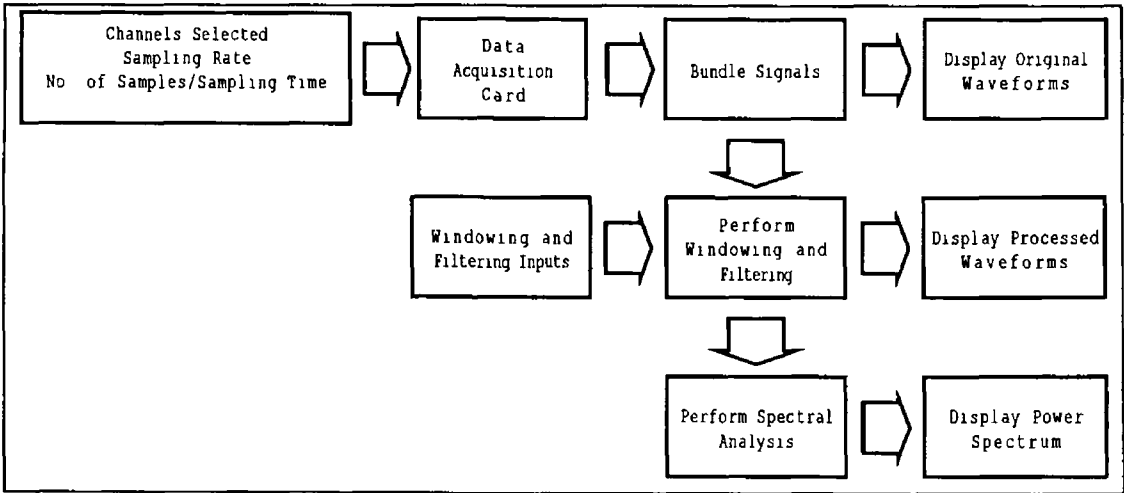 Channels Selected
Sampling Rate
No of Samples/Sampling Time
Data
Acquisition
Card
Bundle Signals
Display Original
Waveforms
Windowing and
Filtering Inputs
Perform
Windowing and
Filtering
Display Processed
Waveforms
Perform Spectral
Analysis
Display Power
Spectrum